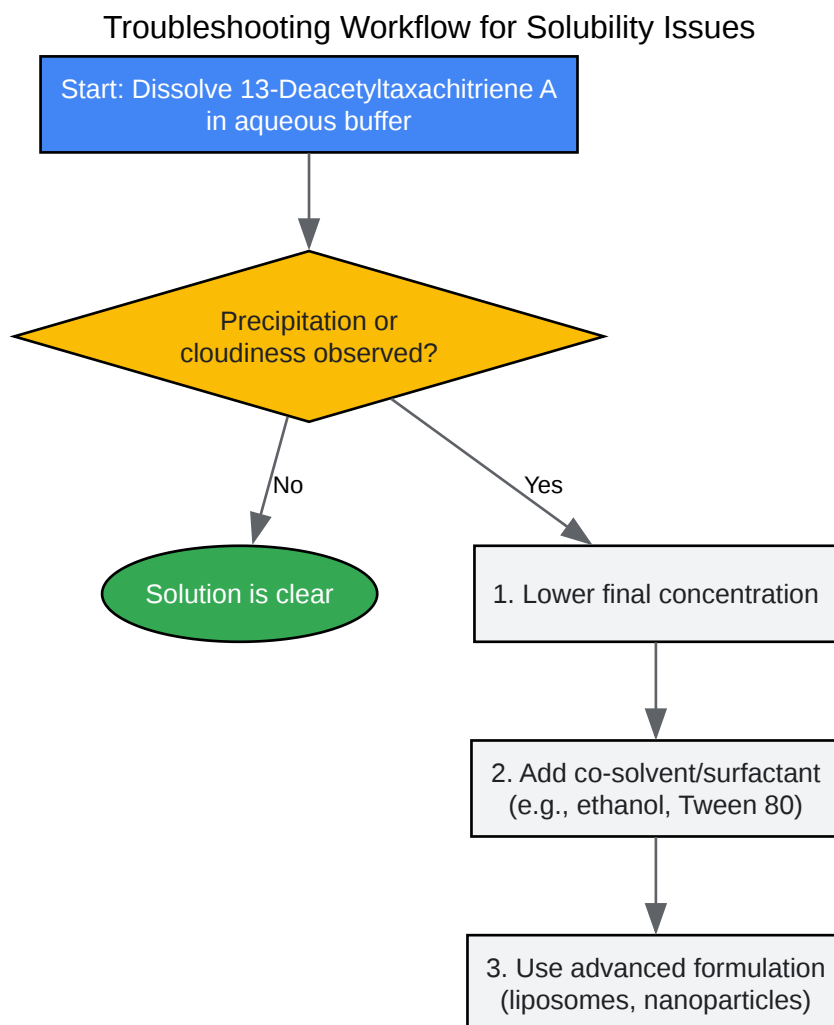 Troubleshooting Workflow for Solubility Issues
Start: Dissolve 13-Deacetyltaxachitriene A
in aqueous buffer
Precipitation or
cloudiness observed?
No
Yes
Solution is clear
1. Lower final concentration
2. Add co-solvent/surfactant
(e.g., ethanol, Tween 80)
3. Use advanced formulation
(liposomes, nanoparticles)